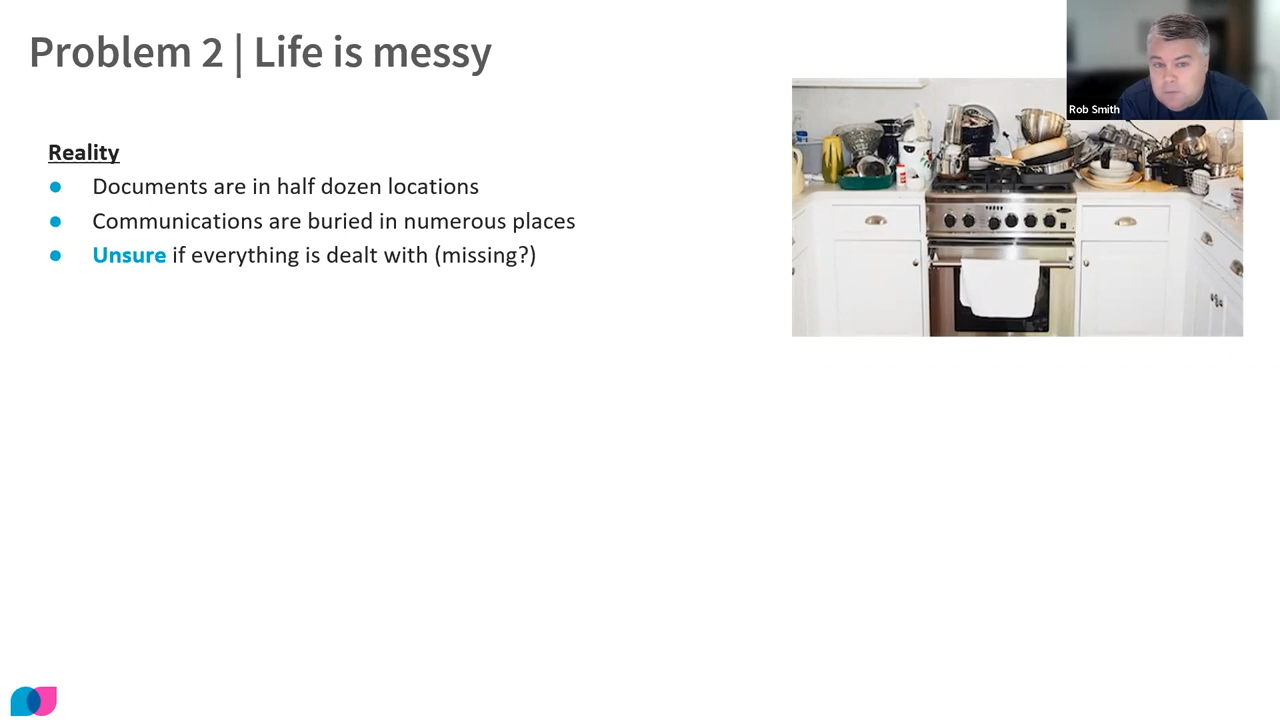 Problem 2 | Life is messy
Rob Smith
Reality
● Documents are in half dozen locations
● Communications are buried in numerous places
● Unsure if everything is dealt with (missing?)